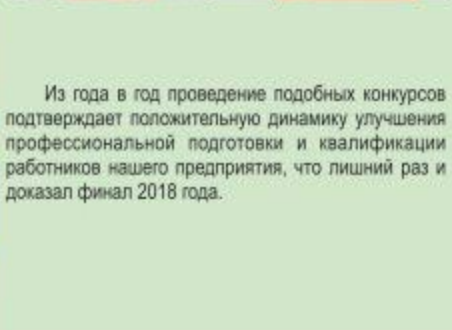 Из года в год проведение подобных конкурсов
подтверждает положительную динамику улучшения
профессиональной подготовки и квалификации
работников нашего предприятия, что лишний раз и
доказал финал 2018 года.